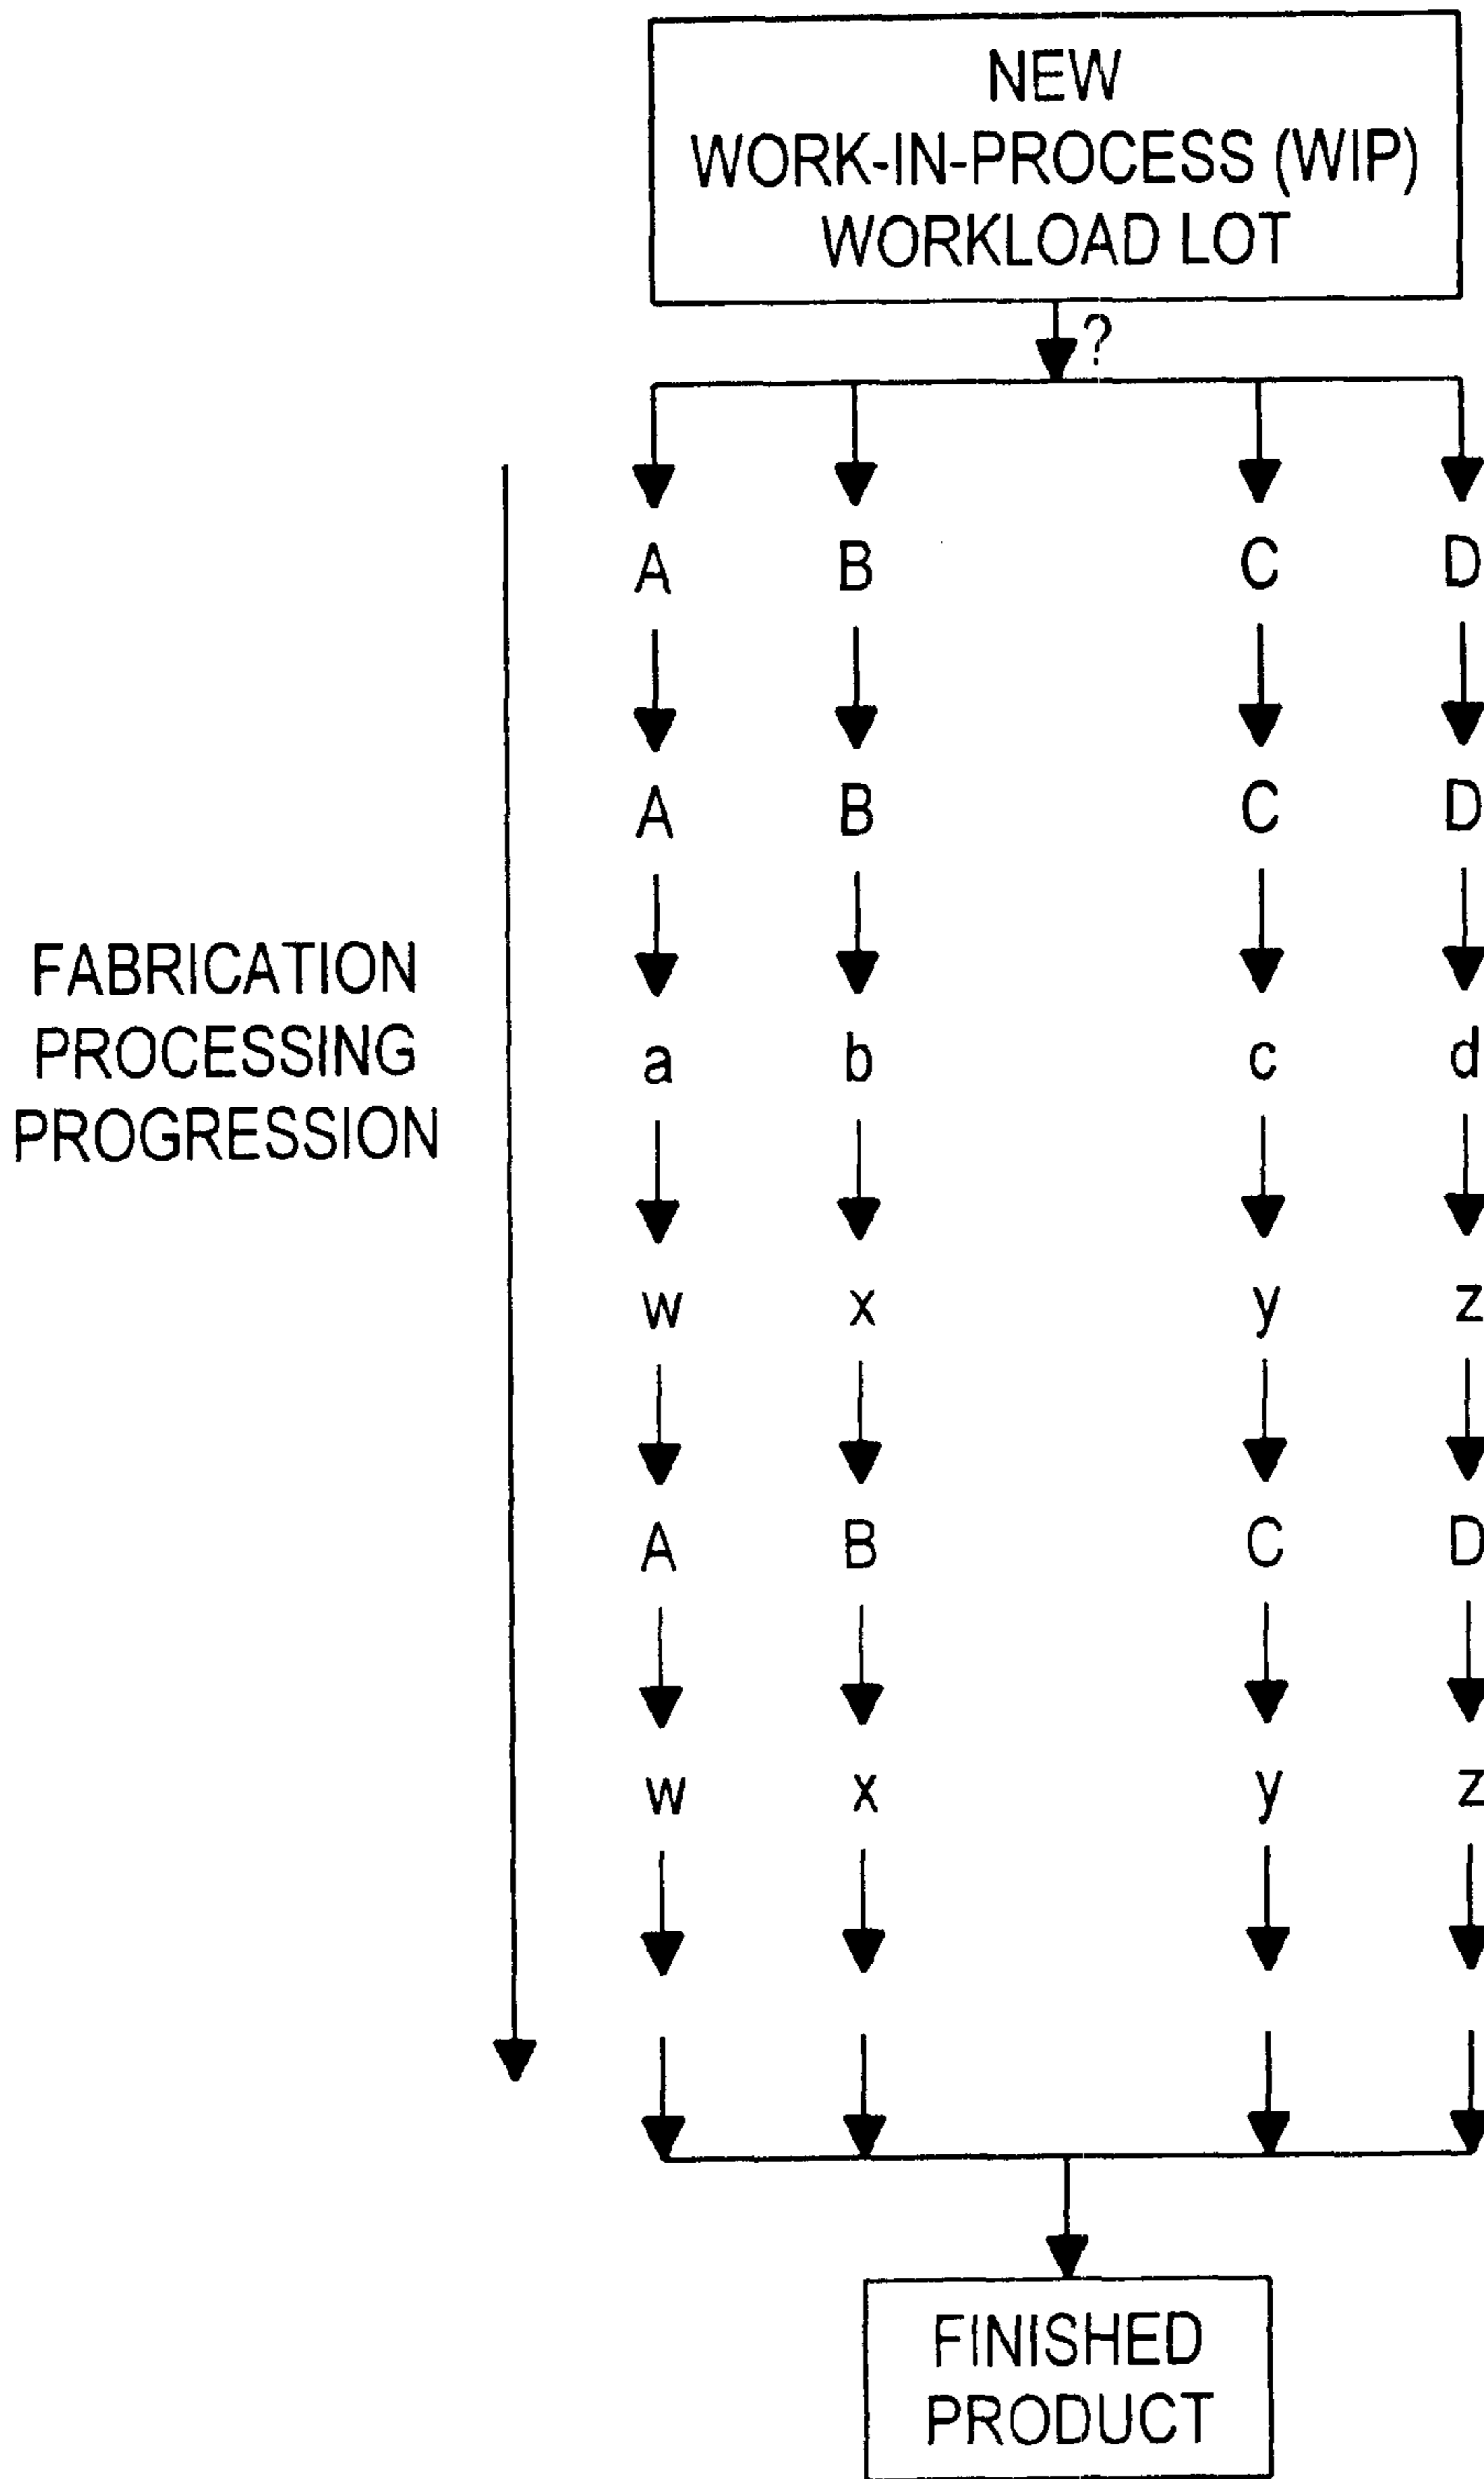 NEW
WORK-IN-PROCESS (WIP)
WORKLOAD LOT
?
A B C D
A B C D
FABRICATION
PROCESSING
PROGRESSION
a b c d
w x y z
A B C D
w x y z
FINISHED
PRODUCT